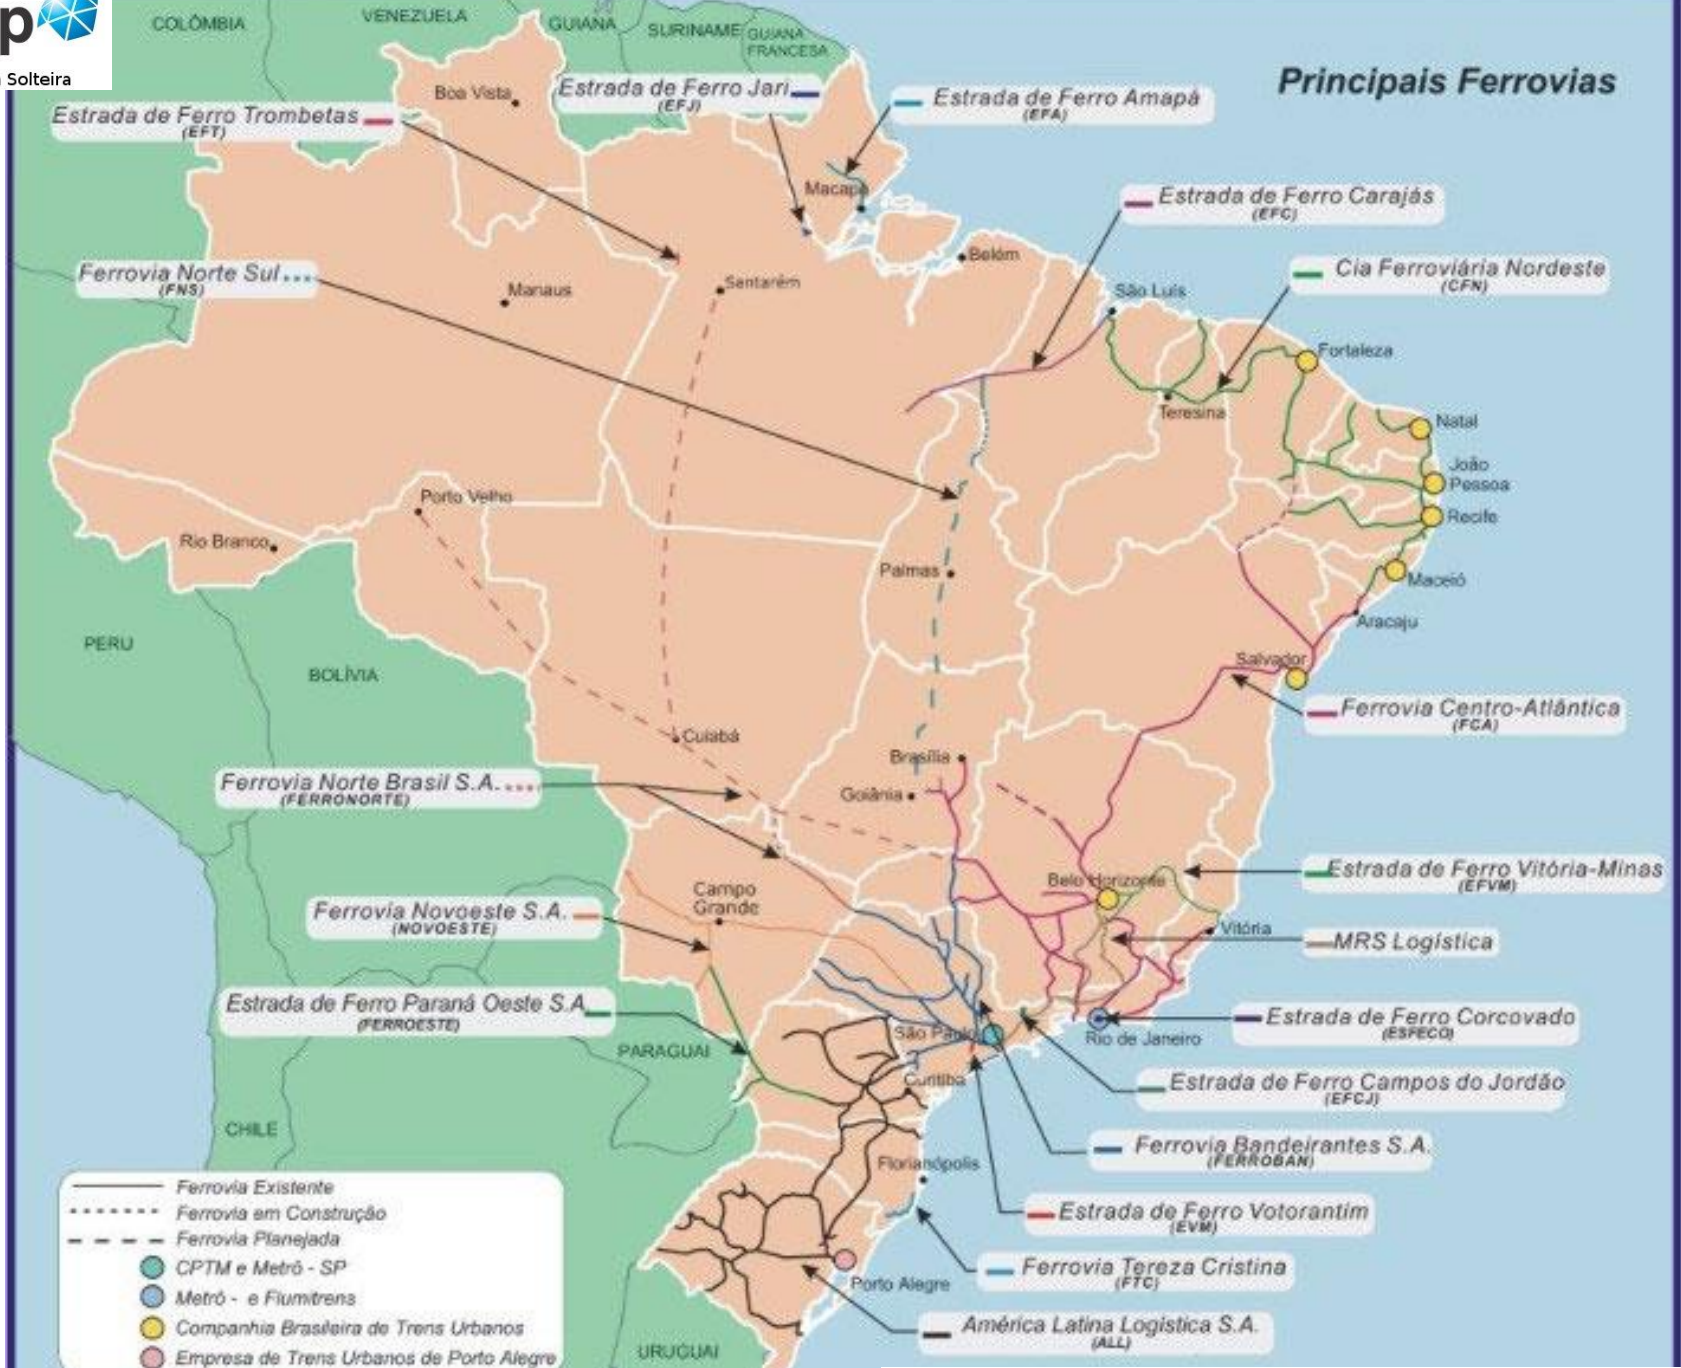 p
Solteira
COLÔMBIA
VENEZUELA
GUIANA
SURINAME
GUIANA
FRANCESA
Principais Ferrovias
Boa Vista
Estrada de Ferro Jari
(EFJ)
Estrada de Ferro Amapá
(EFA)
Estrada de Ferro Trombetas
(EFT)
Macapá
Estrada de Ferro Carajás
(EFC)
Belém
Ferrovia Norte Sul
(FNS)
Manaus
Santarém
São Luís
Cia Ferroviária Nordeste
(CFN)
Fortaleza
Teresina
Natal
João
Pessoa
Porto Velho
Recife
Rio Branco
Palmas
Maceió
Aracaju
PERU
BOLÍVIA
Salvador
Ferrovia Centro-Atlântica
(FCA)
Cuiabá
Brasília
Ferrovia Norte Brasil S.A.
(FERRONORTE)
Goiânia
Estrada de Ferro Vitória-Minas
(EFVM)
Belo Horizonte
Campo
Grande
Ferrovia Novoeste S.A.
(NOVOESTE)
Vitória
MRS Logística
Estrada de Ferro Paraná Oeste S.A
(FERROESTE)
São Paulo
Estrada de Ferro Corcovado
(ESFECO)
Rio de Janeiro
PARAGUAI
Curitiba
Estrada de Ferro Campos do Jordão
(EFCJ)
CHILE
Ferrovia Bandeirantes S.A.
(FERROBAN)
Florianópolis
Estrada de Ferro Votorantim
(EVM)
Ferrovia Tereza Cristina
(FTC)
Porto Alegre
América Latina Logística S.A.
(ALL)
URUGUAI
Ferrovia Existente
Ferrovia em Construção
Ferrovia Planejada
CPTM e Metrô - SP
Metrô - e Flumitrens
Companhia Brasileira de Trens Urbanos
Empresa de Trens Urbanos de Porto Alegre